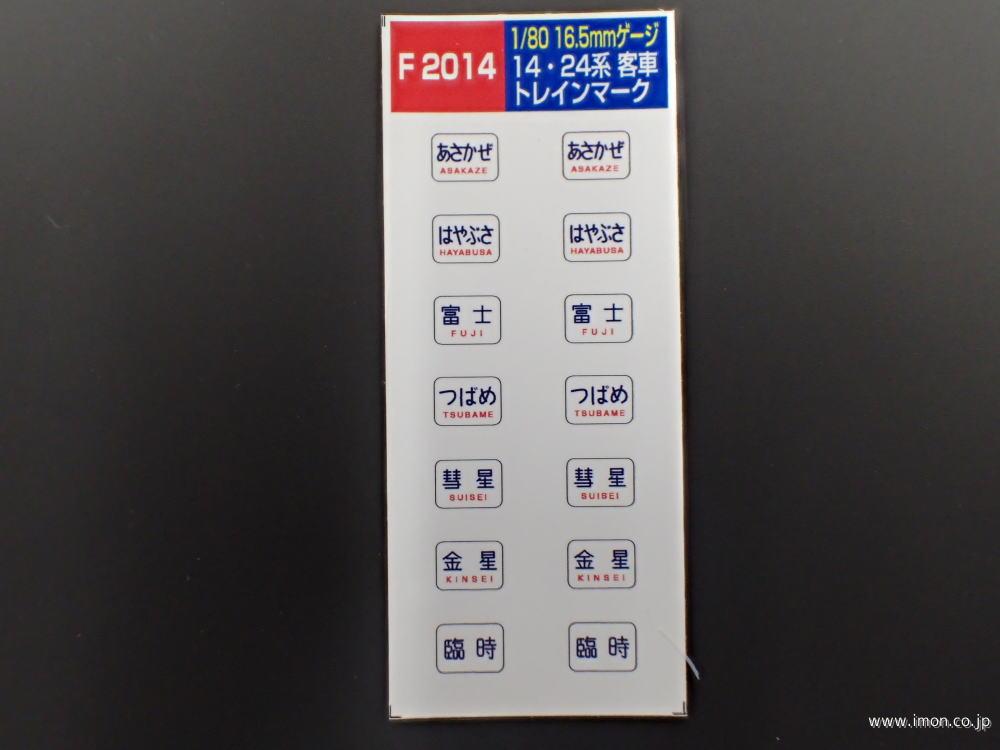 F 2014
1/80 16.5mmゲージ
14・24系 客車
トレインマーク
あさかぜ あさかぜ
ASAKAZE ASAKAZE
はやぶさ はやぶさ
HAYABUSA HAYABUSA
富士 富士
FUJI FUJI
つばめ つばめ
TSUBAME TSUBAME
彗星 彗星
SUISEI SUISEI
金星 金星
KINSEI KINSEI
臨時 臨時
www.imon.co.jp